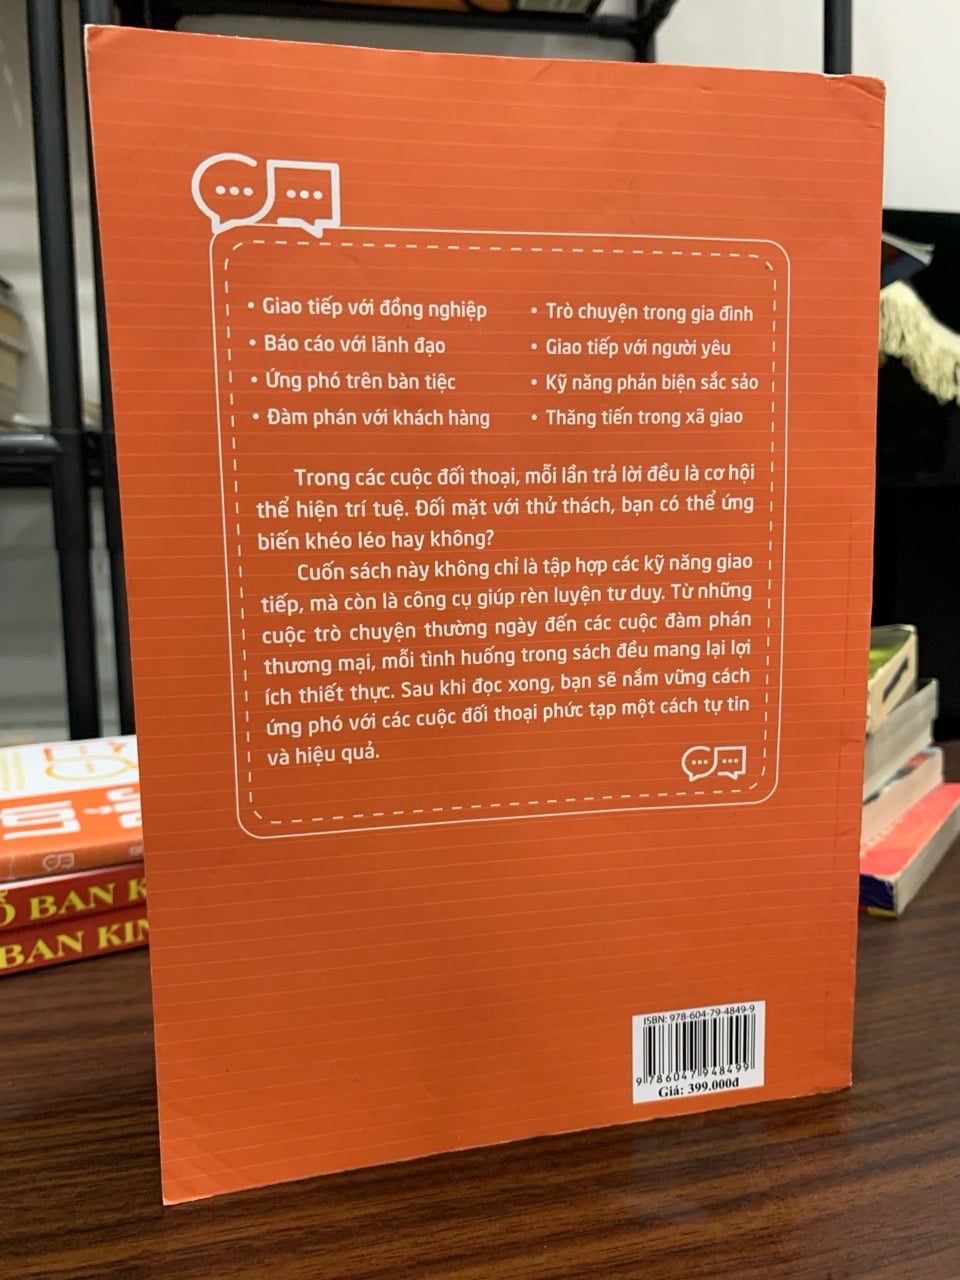 • Giao tiếp với đồng nghiệp
• Báo cáo với lãnh đạo
• Ứng phó trên bàn tiệc
• Đàm phán với khách hàng
• Trò chuyện trong gia đình
• Giao tiếp với người yêu
• Kỹ năng phản biện sắc sảo
• Thăng tiến trong xã giao
Trong các cuộc đối thoại, mỗi lần trả lời đều là cơ hội
thể hiện trí tuệ. Đối mặt với thử thách, bạn có thể ứng
biến khéo léo hay không?
Cuốn sách này không chỉ là tập hợp các kỹ năng giao
tiếp, mà còn là công cụ giúp rèn luyện tư duy. Từ những
cuộc trò chuyện thường ngày đến các cuộc đàm phán
thương mại, mỗi tình huống trong sách đều mang lại lợi
ích thiết thực. Sau khi đọc xong, bạn sẽ nắm vững cách
ứng phó với các cuộc đối thoại phức tạp một cách tự tin
và hiệu quả.
ISBN: 978-604-79-4849-9
9 786047 948499
Giá: 399.000đ
BAN K
BAN KIN